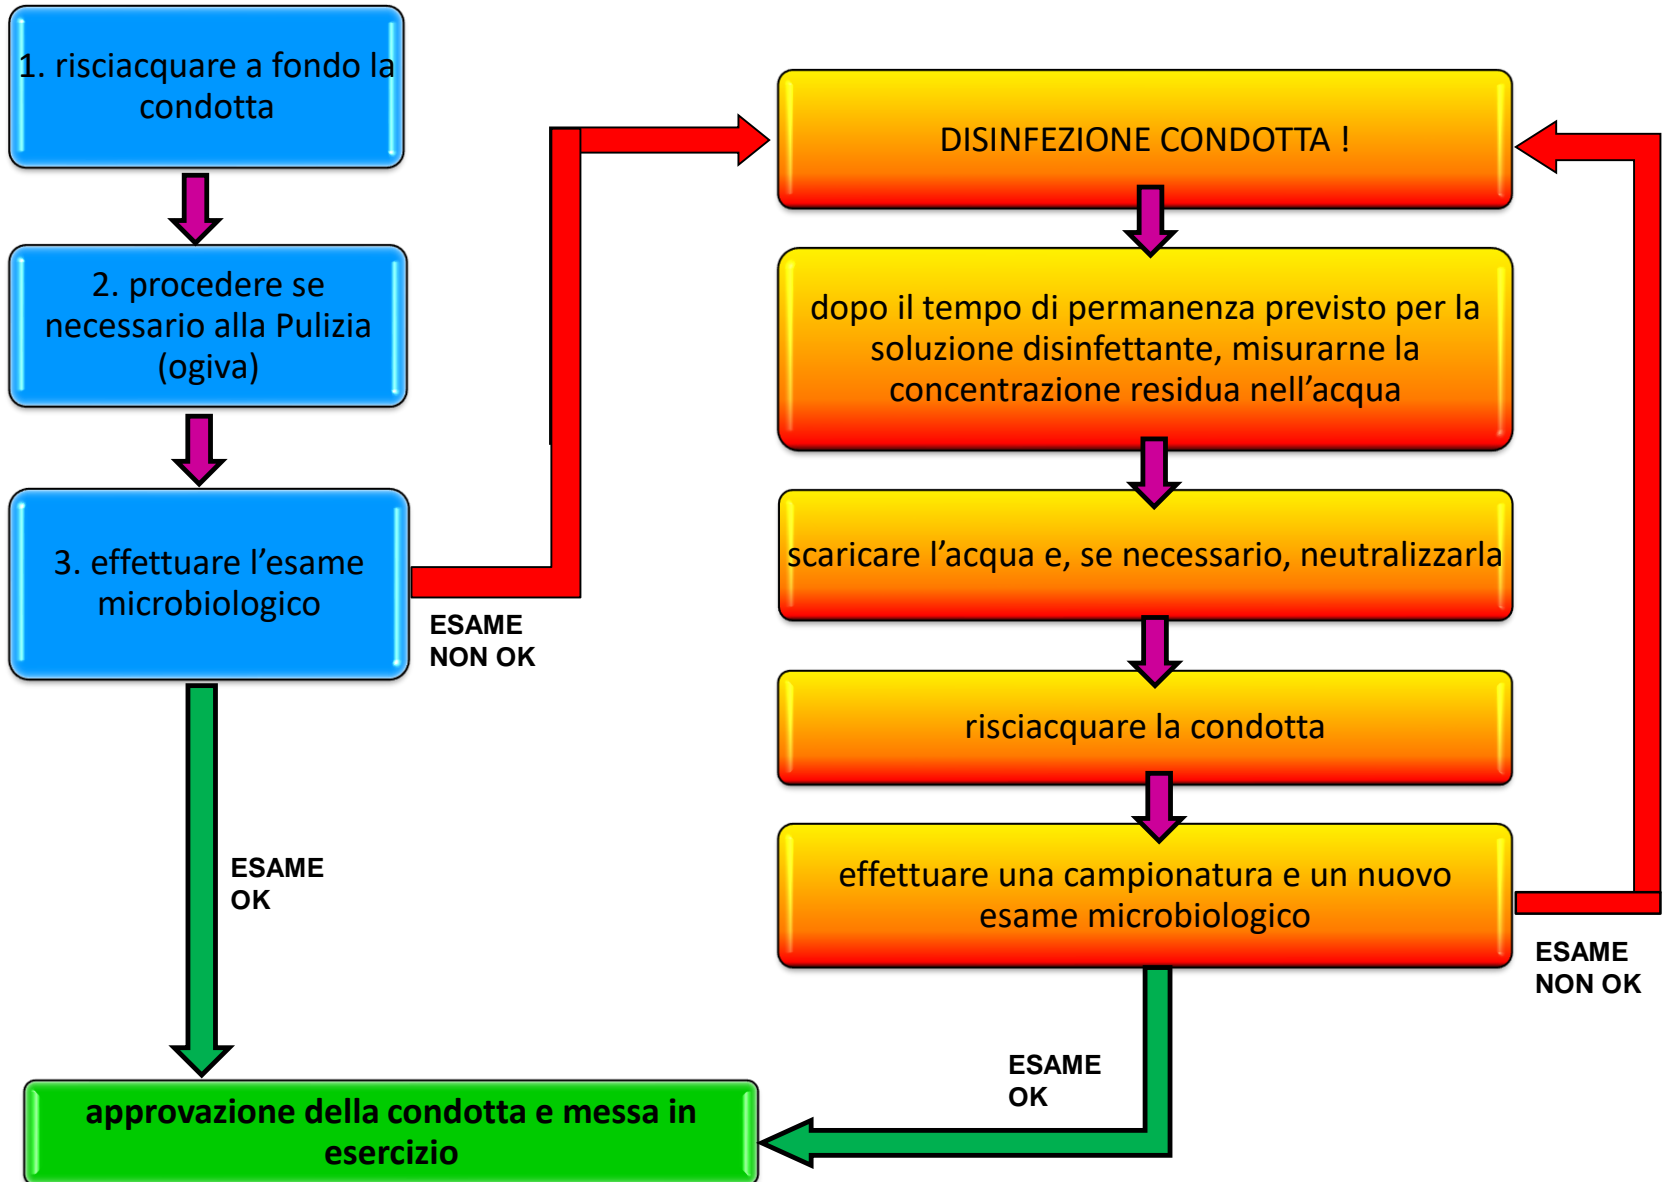 1. risciacquare a fondo la
condotta
2. procedere se
necessario alla Pulizia
(ogiva)
3. effettuare l’esame
microbiologico
ESAME
NON OK
ESAME
OK
DISINFEZIONE CONDOTTA !
dopo il tempo di permanenza previsto per la
soluzione disinfettante, misurarne la
concentrazione residua nell’acqua
scaricare l’acqua e, se necessario, neutralizzarla
risciacquare la condotta
effettuare una campionatura e un nuovo
esame microbiologico
ESAME
NON OK
ESAME
OK
approvazione della condotta e messa in
esercizio